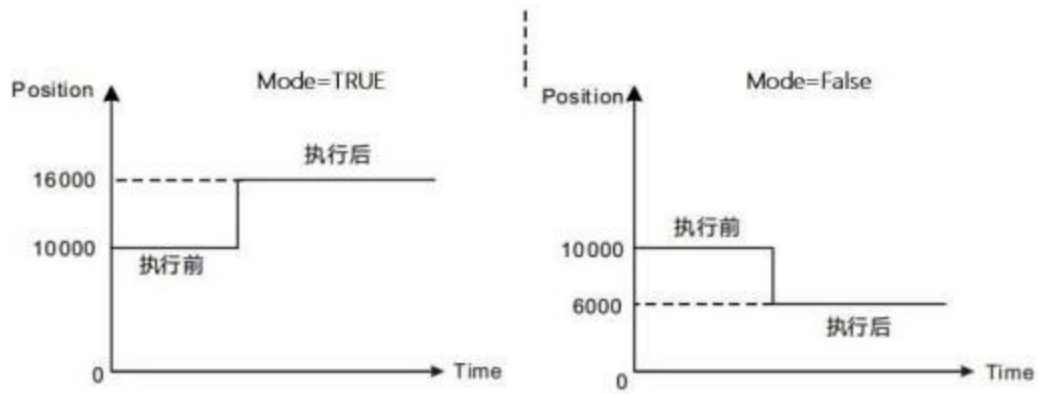 Position
Mode=TRUE
执行后
16000
10000
执行前
0
Time
Position
Mode=False
执行前
10000
6000
执行后
0
Time